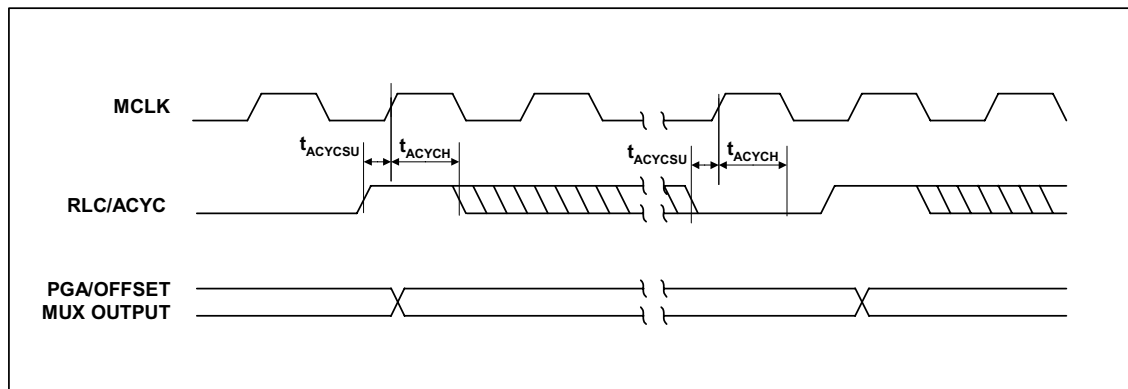 MCLK
tACYCSU
tACYCH
tACYCSU
tACYCH
RLC/ACYC
PGA/OFFSET
MUX OUTPUT